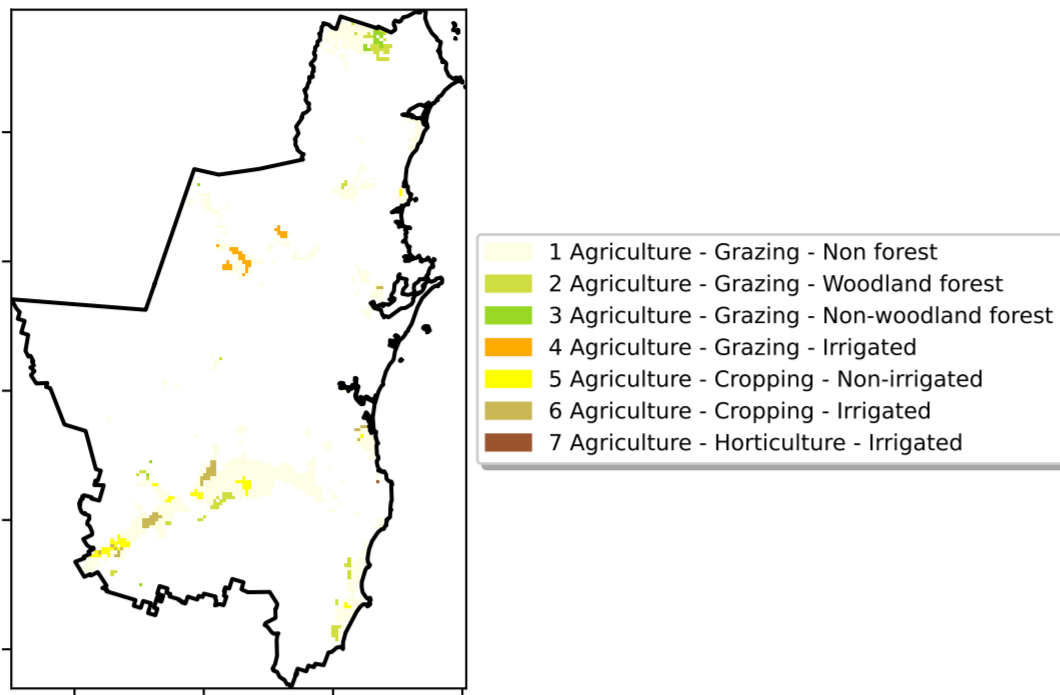 1 Agriculture - Grazing - Non forest
2 Agriculture - Grazing - Woodland forest
3 Agriculture - Grazing - Non-woodland forest
4 Agriculture - Grazing - Irrigated
5 Agriculture - Cropping - Non-irrigated
6 Agriculture - Cropping - Irrigated
7 Agriculture - Horticulture - Irrigated